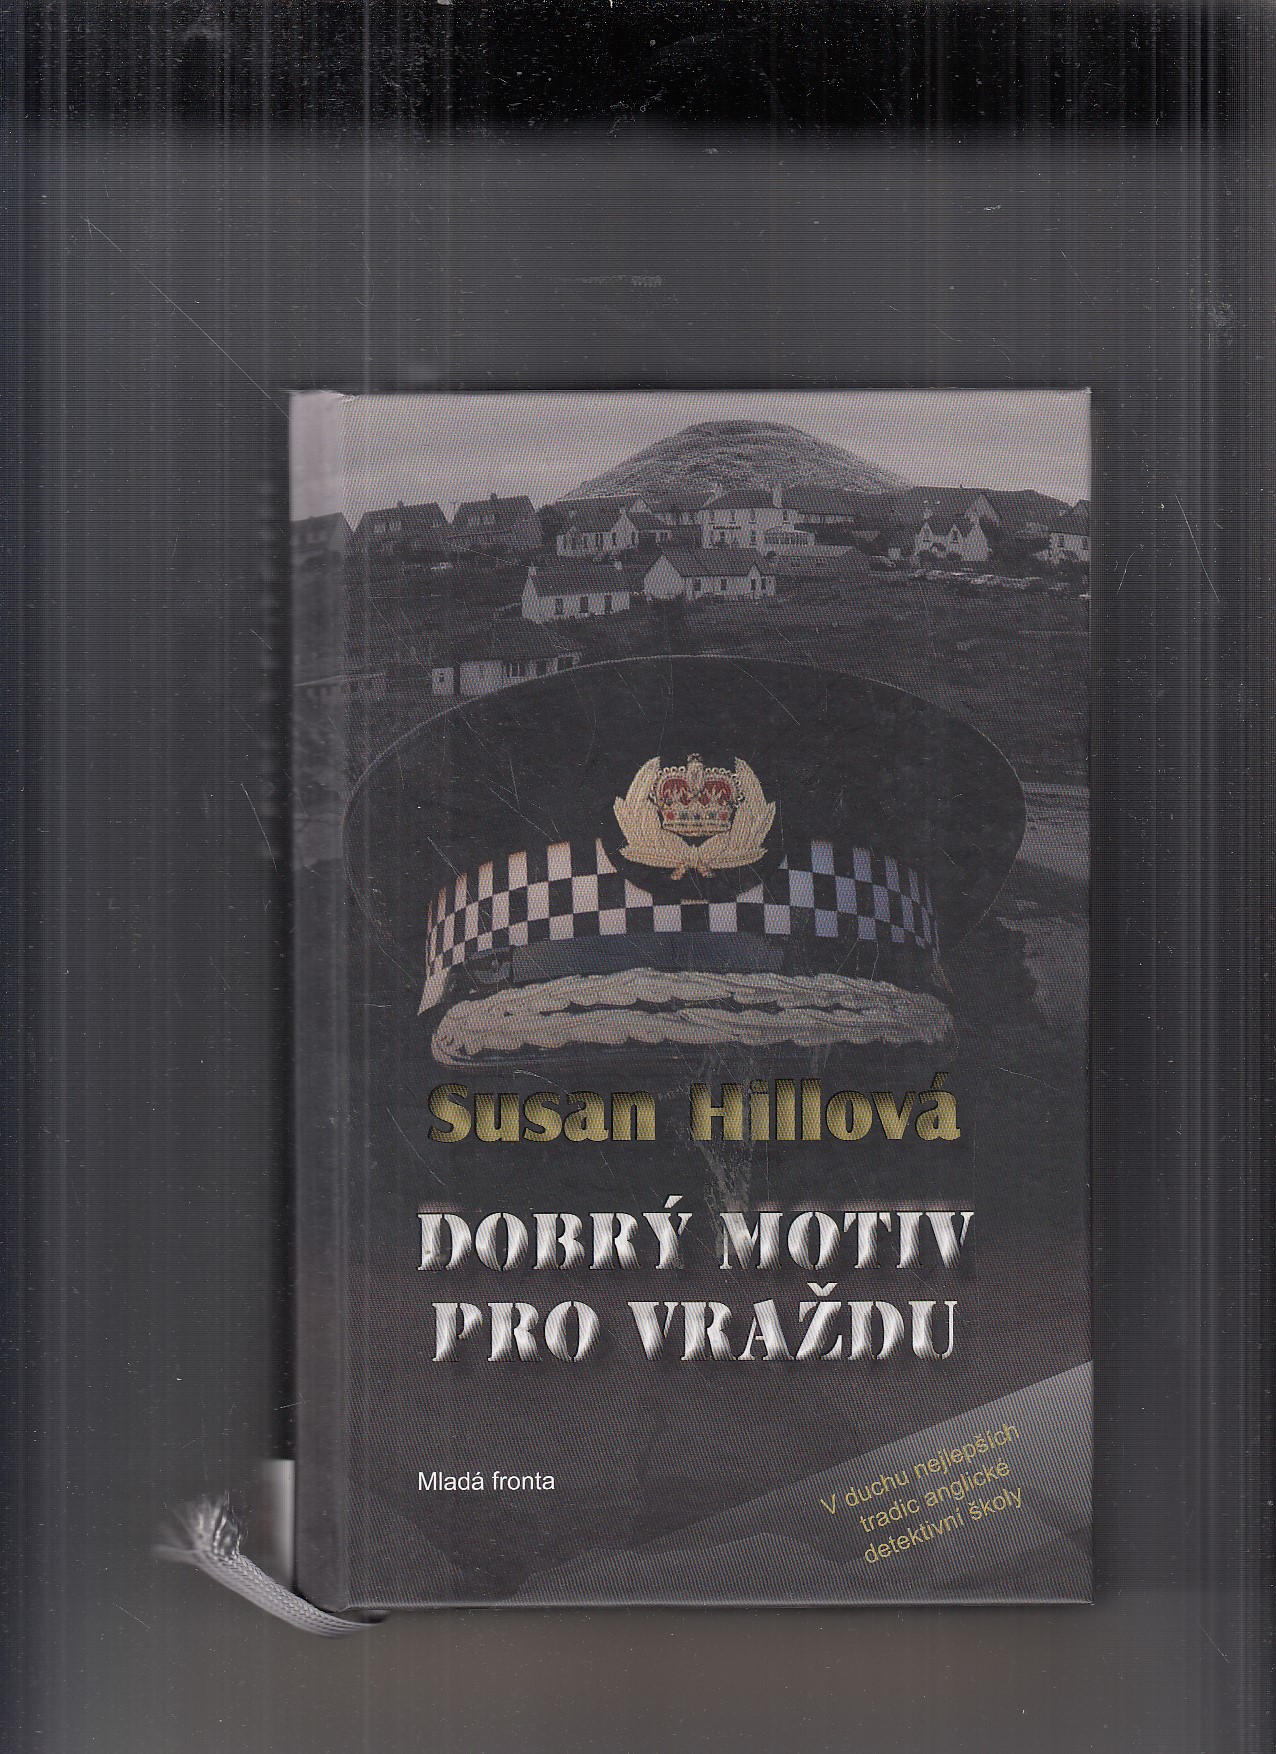 Susan Hillová
DOBRÝ MOTIV
PRO VRAŽDU
Mladá fronta
V duchu nejlepších
tradic anglické
detektivní školy